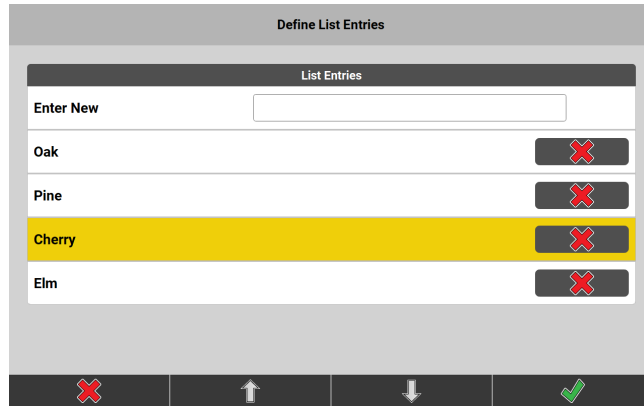 Define List Entries
List Entries
Enter New
Oak
Pine
Cherry
Elm